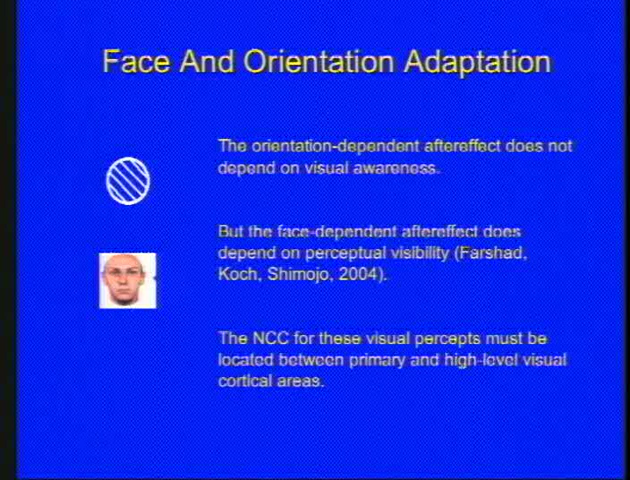 Face And Orientation Adaptation
The orientation-dependent aftereffect does not
depend on visual awareness.
But the face-dependent aftereffect does
depend on perceptual visibility (Farshad,
Koch, Shimojo, 2004).
The NCC for these visual percepts must be
located between primary and high-level visual
cortical areas.